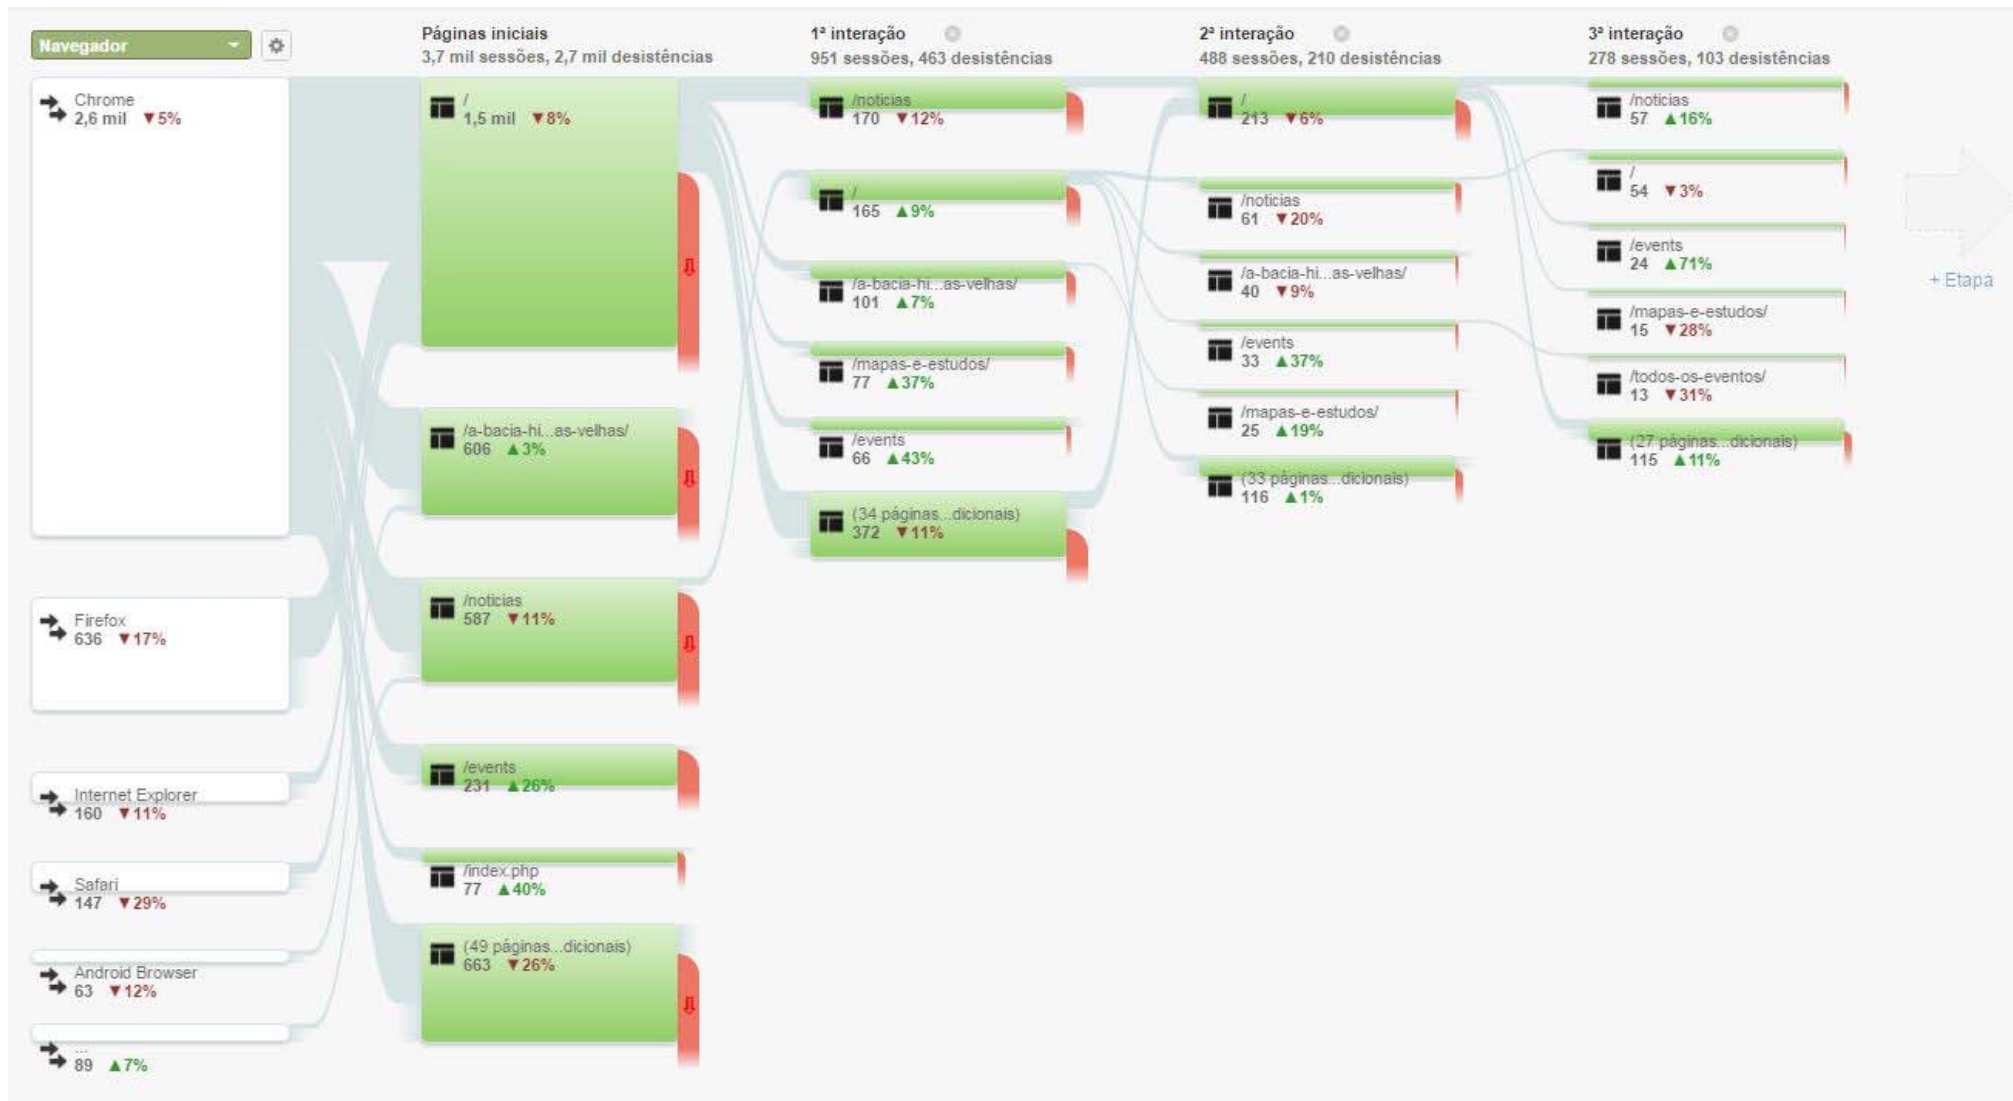 Navegador
Chrome
2,6 mil ▼5%
Firefox
636 ▼17%
Internet Explorer
160 ▼11%
Safari
147 ▼29%
Android Browser
63 ▼12%
...
89 ▲7%
Páginas iniciais
3,7 mil sessões, 2,7 mil desistências
/
1,5 mil ▼8%
/a-bacia-hi...as-velhas/
606 ▲3%
/noticias
587 ▼11%
/events
231 ▲26%
/index.php
77 ▲40%
(49 páginas...dicionais)
663 ▼26%
1ª interação
951 sessões, 463 desistências
/noticias
170 ▼12%
/
165 ▲9%
/a-bacia-hi...as-velhas/
101 ▲7%
/mapas-e-estudos/
77 ▲37%
/events
66 ▲43%
(34 páginas...dicionais)
372 ▼11%
2ª interação
488 sessões, 210 desistências
/
213 ▼6%
/noticias
61 ▼20%
/a-bacia-hi...as-velhas/
40 ▼9%
/events
33 ▲37%
/mapas-e-estudos/
25 ▲19%
(33 páginas...dicionais)
116 ▲1%
3ª interação
278 sessões, 103 desistências
/noticias
57 ▲16%
/
54 ▼3%
/events
24 ▲71%
/mapas-e-estudos/
15 ▼28%
/todos-os-eventos/
13 ▼31%
(27 páginas...dicionais)
115 ▲11%
+ Etapa